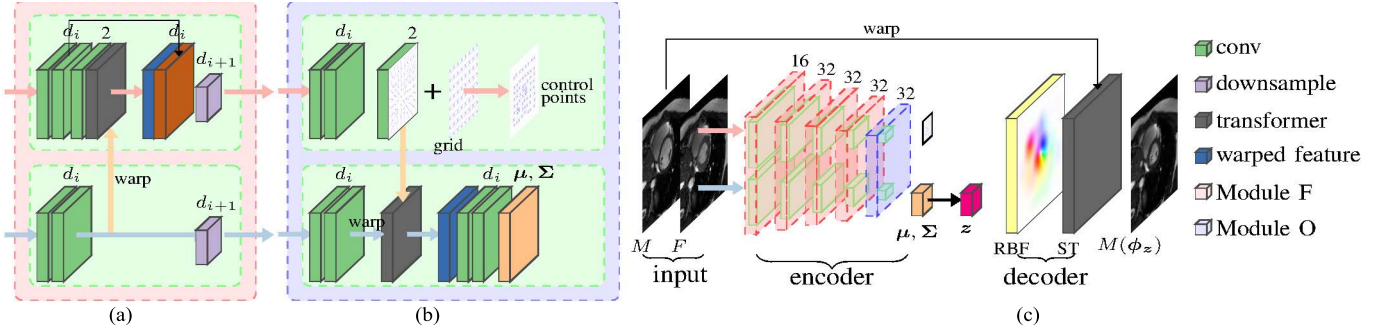 d_i 2 d_i d_{i+1}
warp
d_i d_{i+1}
(a)
d_i 2
+
control
points
grid
d_i d_i μ, Σ
warp
(b)
warp
16 32 32 32 32
M F
input
encoder
μ, Σ z
RBF ST M(ϕ_z)
decoder
(c)
conv
downsample
transformer
warped feature
Module F
Module O